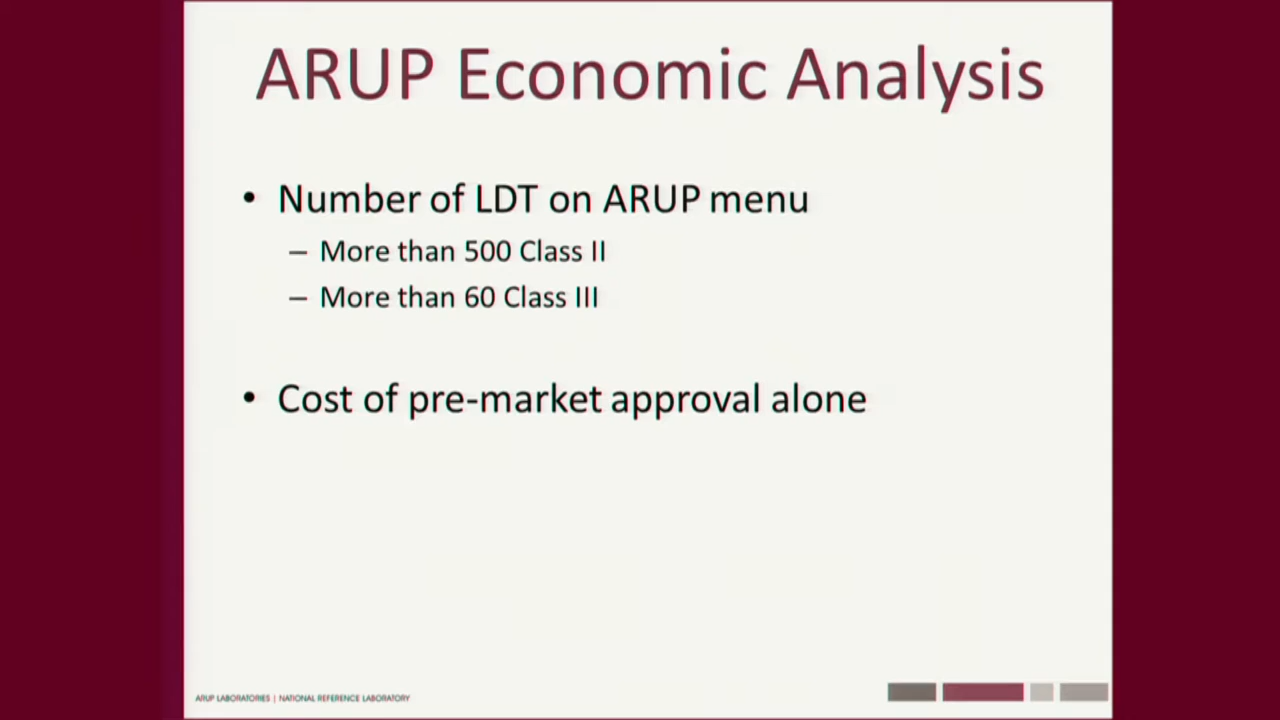 ARUP Economic Analysis
• Number of LDT on ARUP menu
– More than 500 Class II
– More than 60 Class III
• Cost of pre-market approval alone
ARUP LABORATORIES | NATIONAL REFERENCE LABORATORY